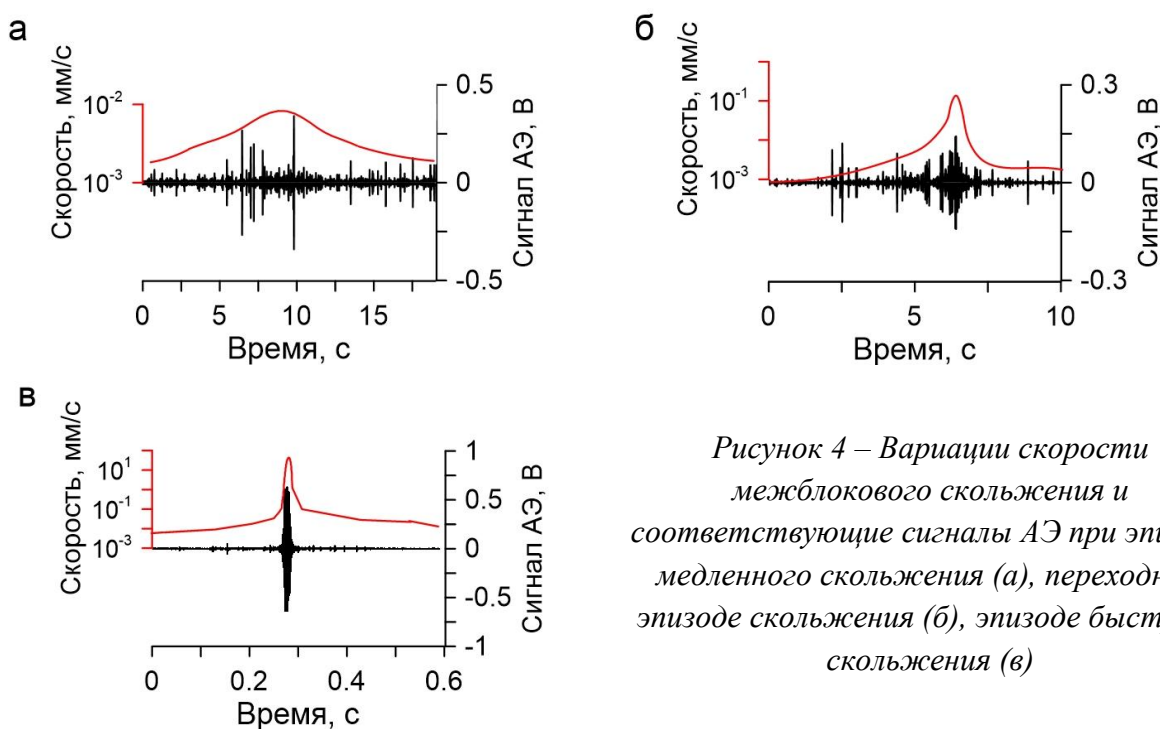 а
Скорость, мм/с
10⁻²
10⁻³
0.5
0
-0.5
Сигнал АЭ, В
0 5 10 15
Время, с
б
Скорость, мм/с
10⁻¹
10⁻³
0.3
0
-0.3
Сигнал АЭ, В
0 5 10
Время, с
в
Скорость, мм/с
10¹
10⁻¹
10⁻³
1
0.5
0
-0.5
-1
Сигнал АЭ, В
0 0.2 0.4 0.6
Время, с
Рисунок 4 – Вариации скорости
межблокового скольжения и
соответствующие сигналы АЭ при
медленного скольжения (а),
эпизоде скольжения (б), эпизоде
скольжения (в)